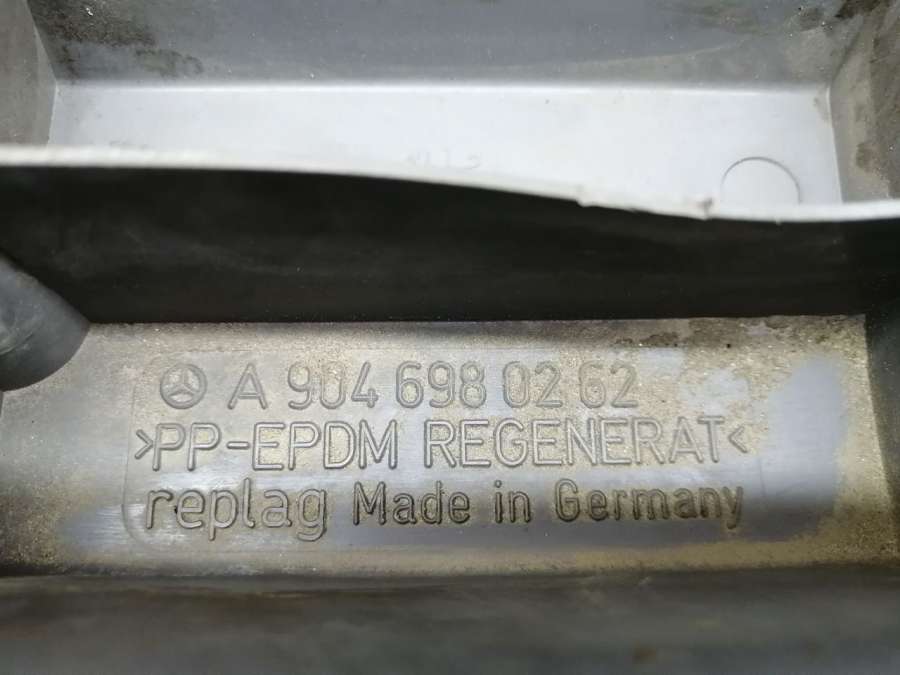 A 904 698 02 62
>PP-EPDM REGENERAT<
replag Made in Germany